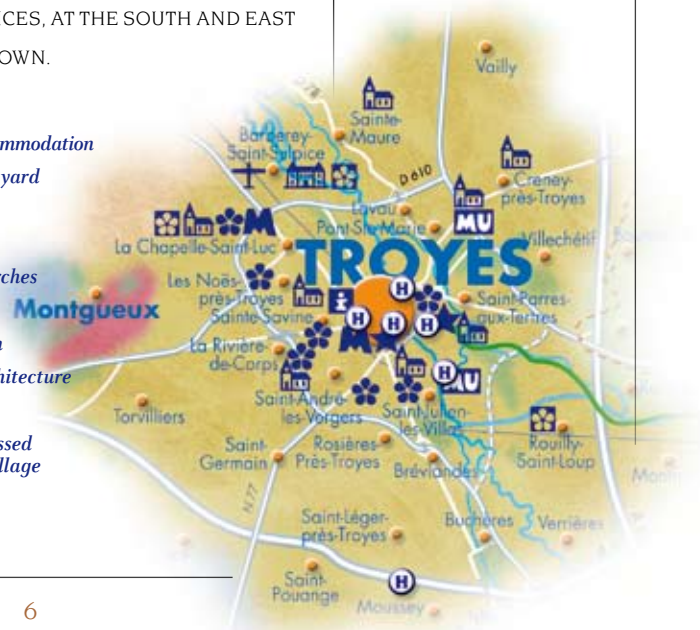 ICES, AT THE SOUTH AND EAST
OWN.
mmodation
yard
rches
n
hitecture
ssed
llage
D 78
Vailly
Sainte-
Maure
Barberey-
Saint-Sulpice
D 610
Creney-
près-Troyes
Lavau
Pont-Ste-Marie
MU
La Chapelle-Saint-Luc
M
TROYES
Villechétif
Les Noës-
près-Troyes
i
H
Saint-Parres-
aux-Tertres
Montgueux
Sainte-Savine
H
H
H
M
La Rivière-
de-Corps
H
MU
Saint-André-
les-Vergers
Saint-Julien-
les-Villas
Torvilliers
Rouilly-
Saint-Loup
Saint-
Germain
Rosières-
Près-Troyes
Bréviandes
N 77
Saint-Léger-
près-Troyes
Buchères
Verrières
Saint-
Pouange
H
Moussey
6